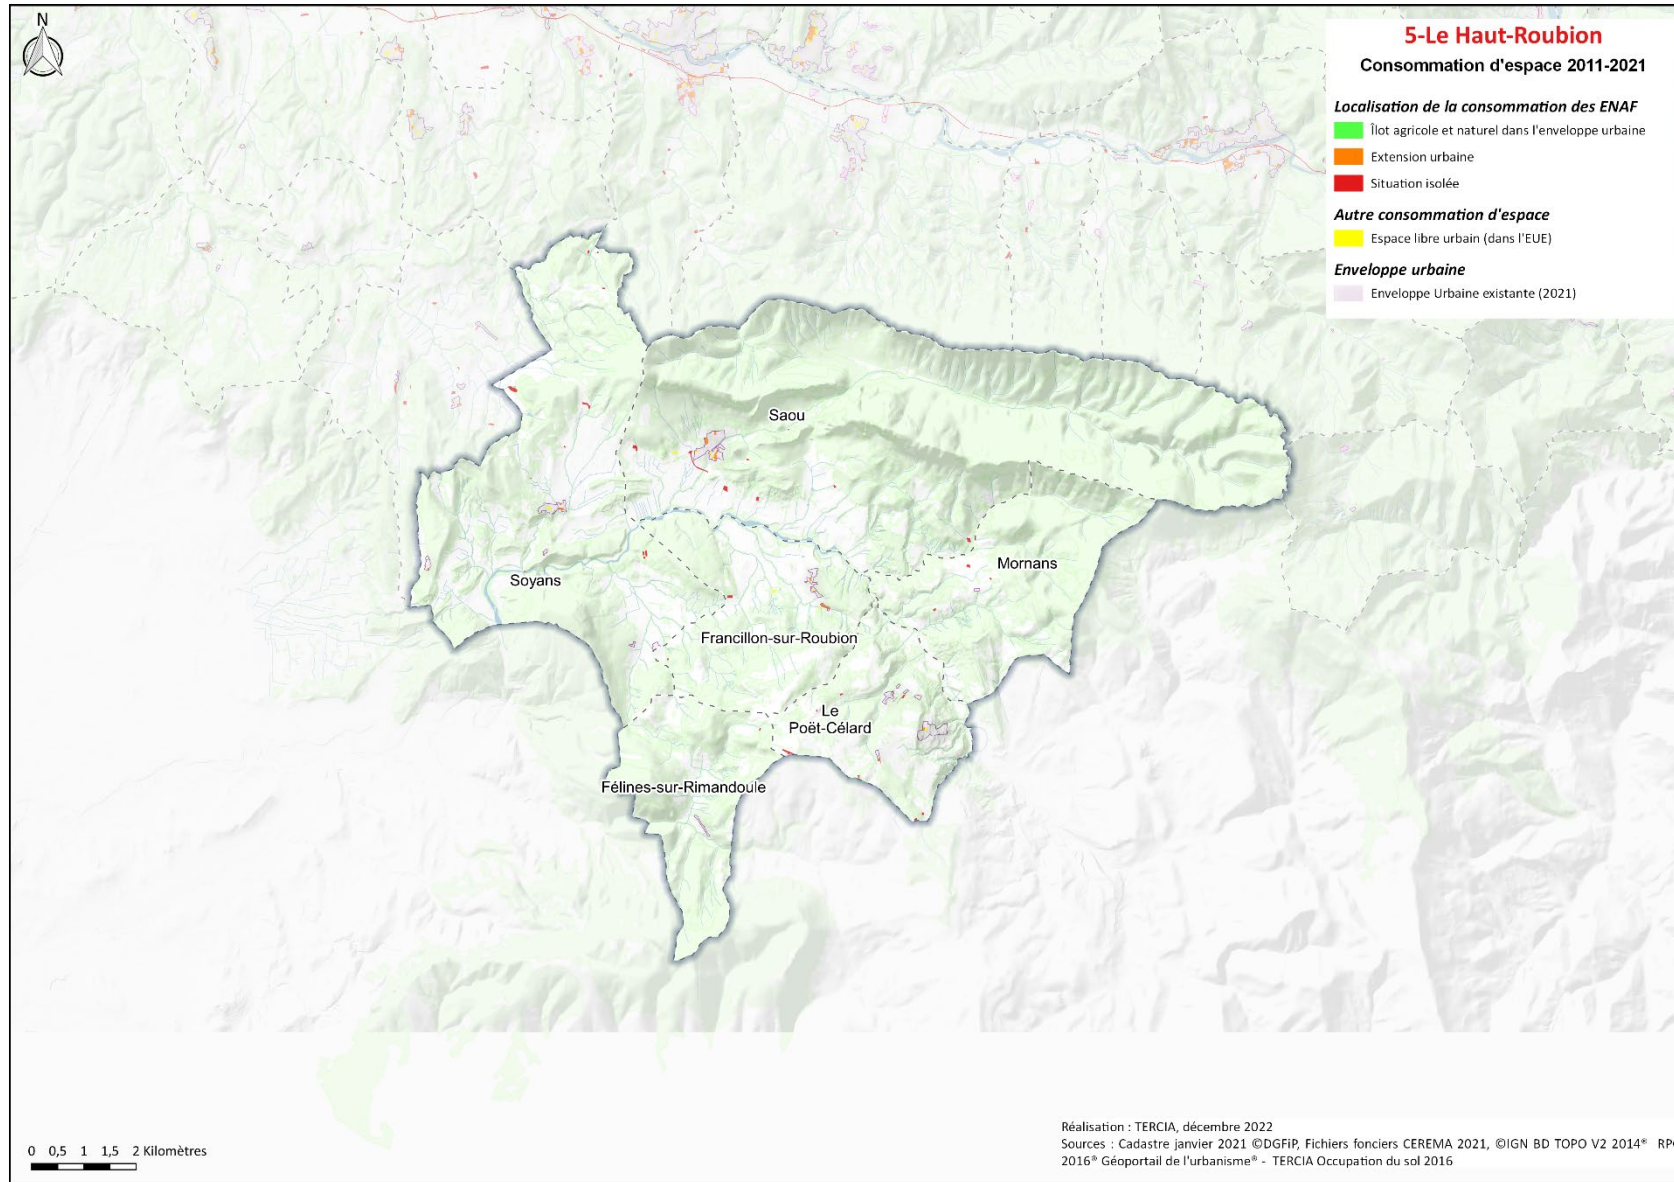 N
5-Le Haut-Roubion
Consommation d'espace 2011-2021
Localisation de la consommation des ENAF
Îlot agricole et naturel dans l'enveloppe urbaine
Extension urbaine
Situation isolée
Autre consommation d'espace
Espace libre urbain (dans l'EUE)
Enveloppe urbaine
Enveloppe Urbaine existante (2021)
Saou
Mornans
Soyans
Francillon-sur-Roubion
Le
Poët-Célard
Félines-sur-Rimandoule
0 0,5 1 1,5 2 Kilomètres
Réalisation : TERCIA, décembre 2022
Sources : Cadastre janvier 2021 ©DGFiP, Fichiers fonciers CEREMA 2021, ©IGN BD TOPO V2 2014® RPG
2016® Géoportail de l'urbanisme® - TERCIA Occupation du sol 2016